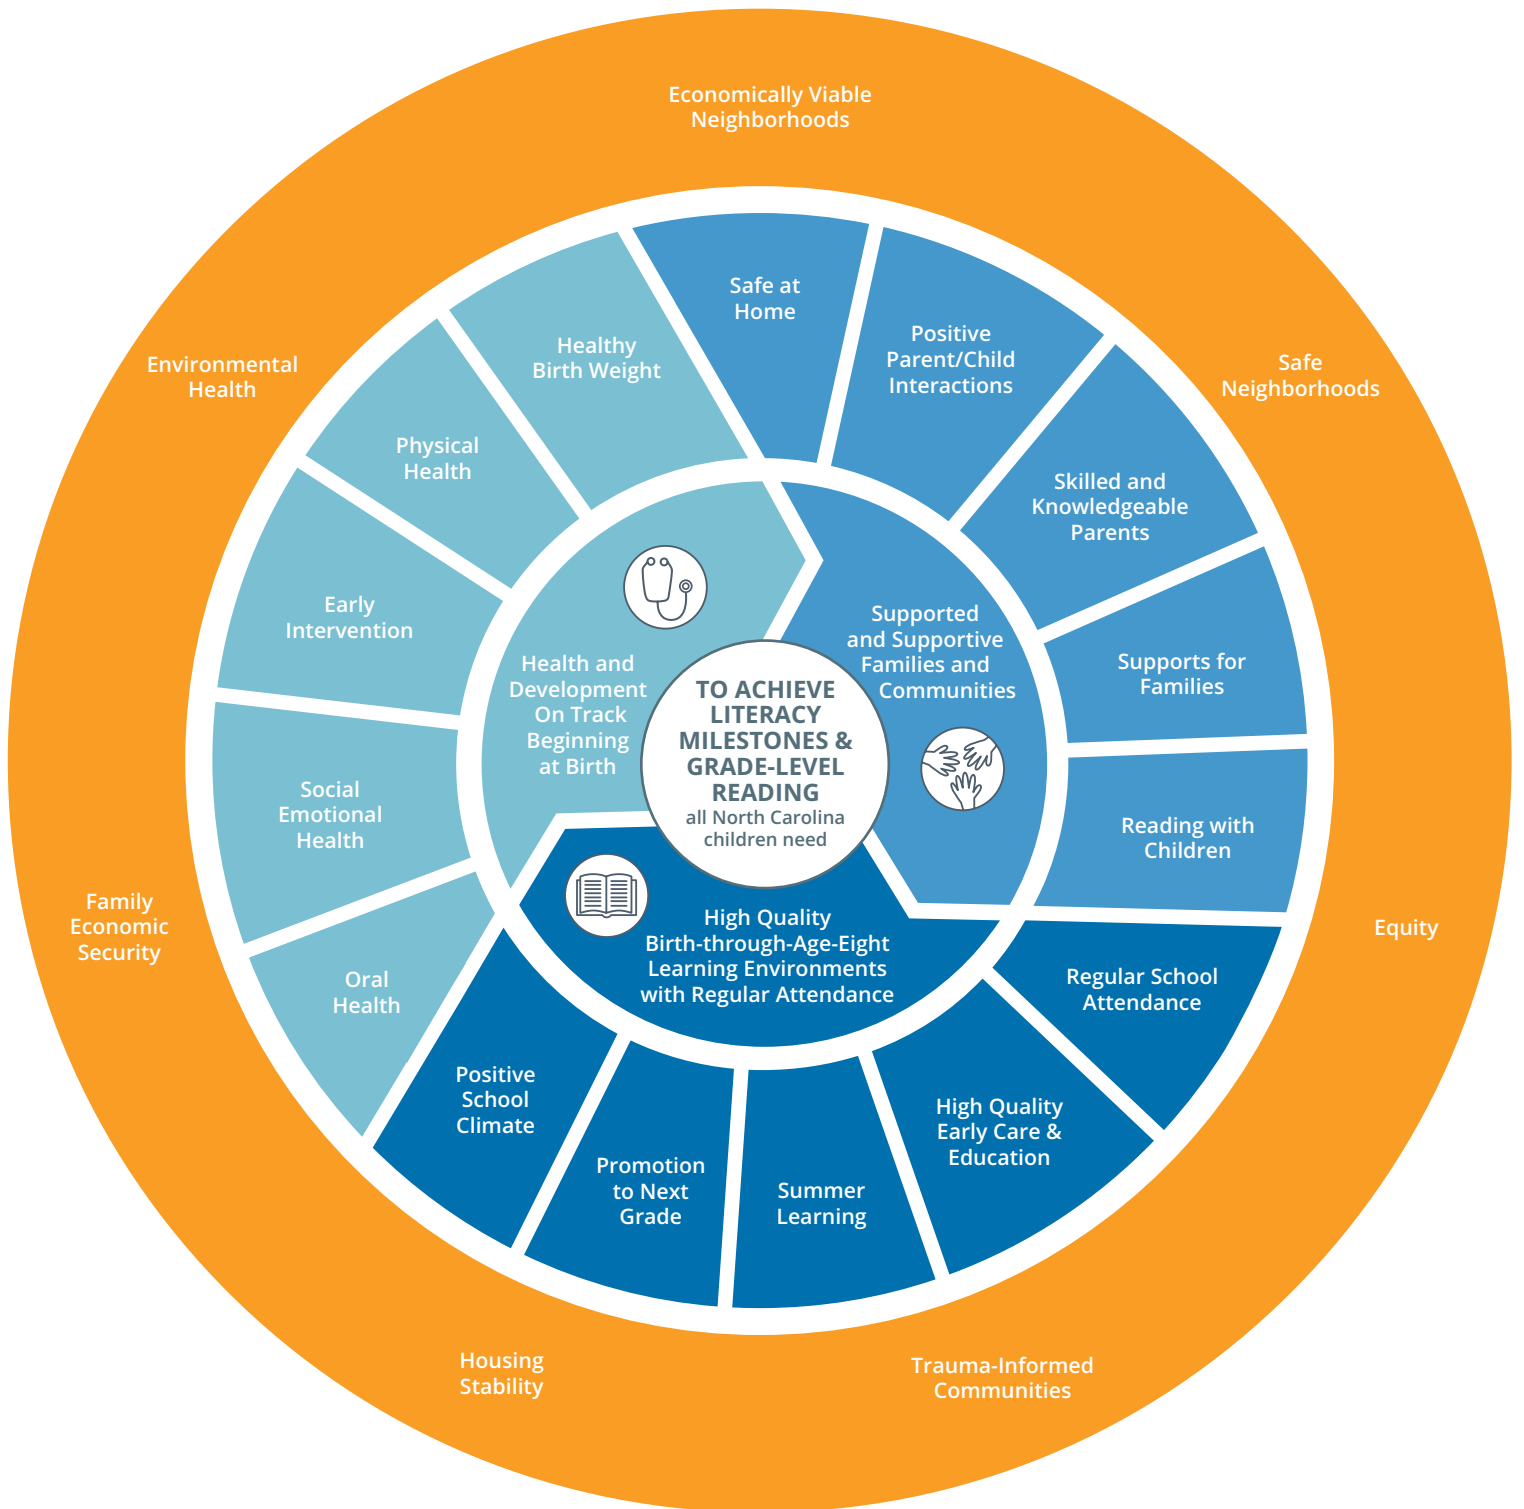 Economically Viable
Neighborhoods
Safe
Neighborhoods
Equity
Trauma-Informed
Communities
Housing
Stability
Family
Economic
Security
Environmental
Health
Safe at
Home
Positive
Parent/Child
Interactions
Skilled and
Knowledgeable
Parents
Supports for
Families
Reading with
Children
Regular School
Attendance
High Quality
Early Care &
Education
Summer
Learning
Promotion
to Next
Grade
Positive
School
Climate
Oral
Health
Social
Emotional
Health
Early
Intervention
Physical
Health
Healthy
Birth Weight
Health and
Development
On Track
Beginning
at Birth
Supported
and Supportive
Families and
Communities
High Quality
Birth-through-Age-Eight
Learning Environments
with Regular Attendance
TO ACHIEVE
LITERACY
MILESTONES &
GRADE-LEVEL
READING
all North Carolina
children need